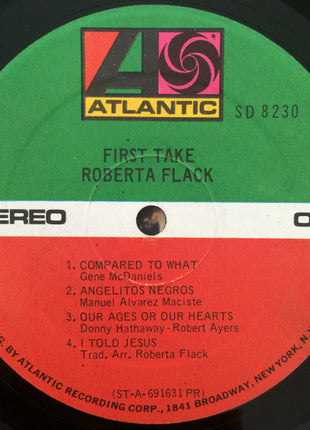 ATLANTIC
SD 8230
FIRST TAKE
ROBERTA FLACK
EREO
1. COMPARED TO WHAT
Gene McDaniels
2. ANGELITOS NEGROS
Manuel Alvarez Maciste
3. OUR AGES OR OUR HEARTS
Donny Hathaway - Robert Ayers
4. I TOLD JESUS
Trad. Arr. Roberta Flack
(ST-A-691631 PR)
G. BY ATLANTIC RECORDING CORP., 1841 BROADWAY, NEW YORK, N.Y.